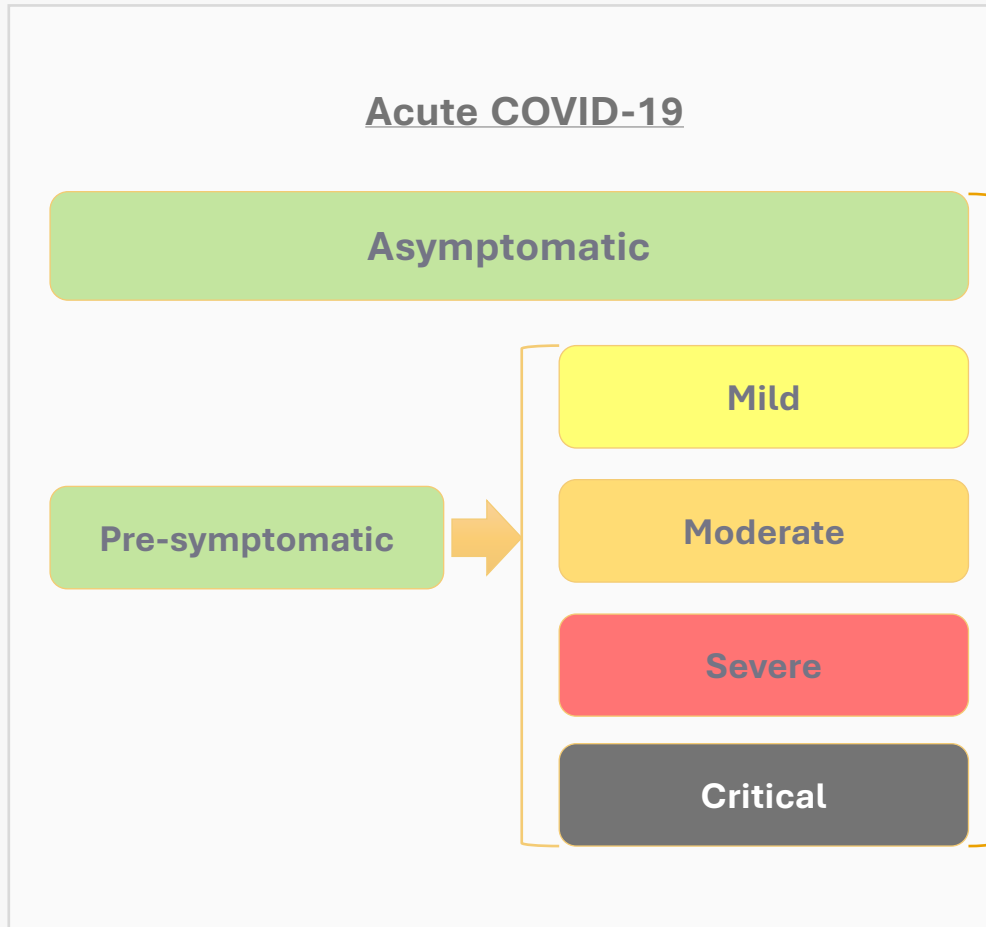 Acute COVID-19
Asymptomatic
Mild
Moderate
Pre-symptomatic
Severe
Critical